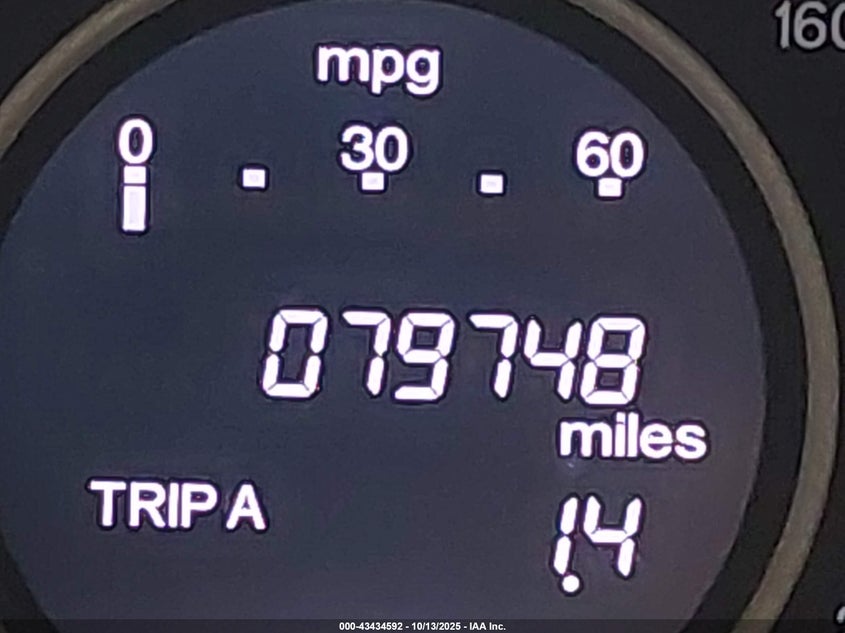 160
mpg
0 30 60
079748
miles
TRIP A 1.4
000-43434592 - 10/13/2025 - IAA Inc.